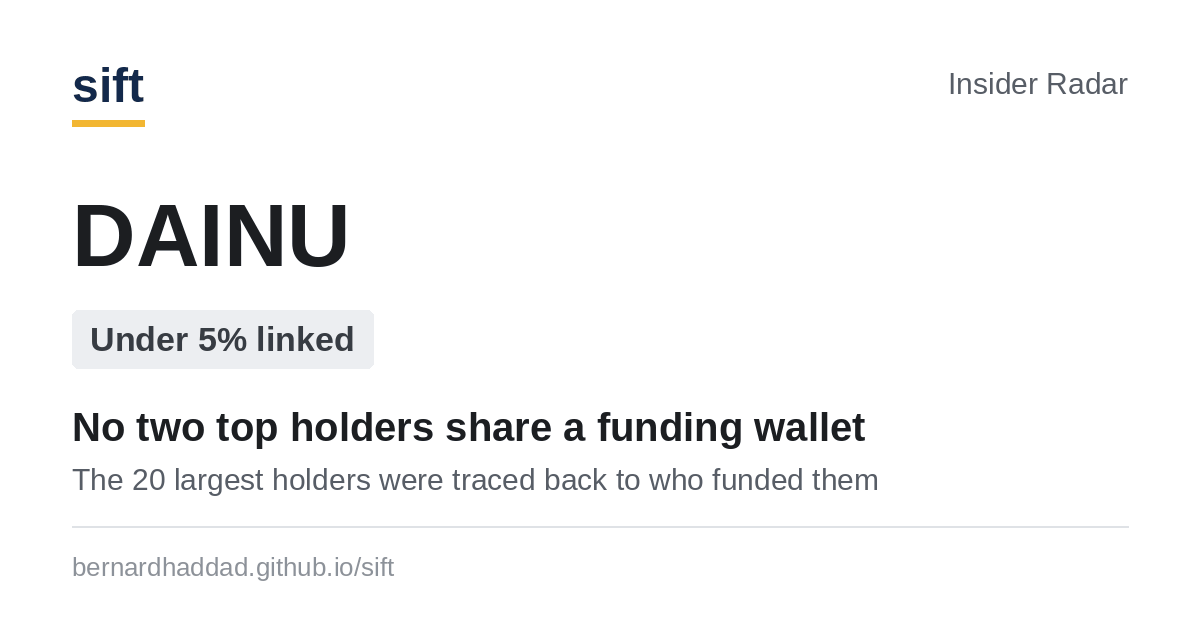 sift
Insider Radar
DAINU
Under 5% linked
No two top holders share a funding wallet
The 20 largest holders were traced back to who funded them
bernardhaddad.github.io/sift